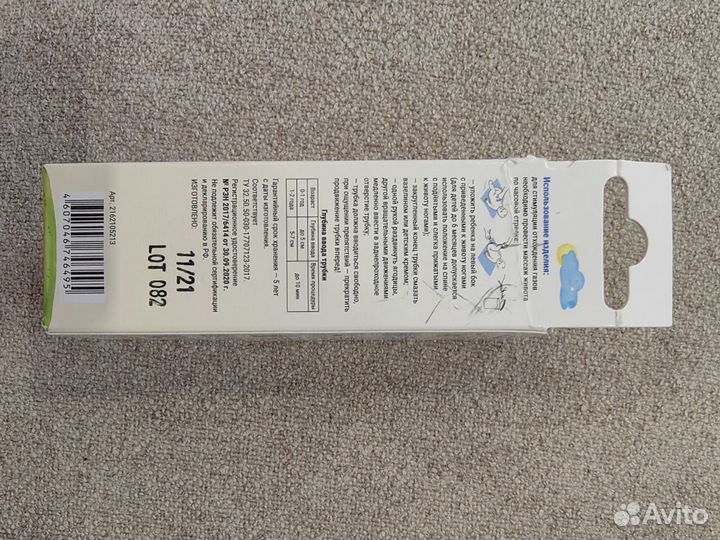 Использование изделия:
для стимуляции отхождения газов
необходимо провести массаж живота
по часовой стрелке;
– уложить ребенка на левый бок
с приведенными к животу ногами
(для детей до 6 месяцев допускается
использовать положение на спине
с поднятыми и слегка прижатыми
к животу ногами);
– закругленный конец трубки смазать
вазелином или детским кремом;
– одной рукой раздвинуть ягодицы,
другой вращательными движениями
медленно ввести в заднепроходное
отверстие трубку;
– трубка должна вводиться свободно,
при ощущении препятствий – прекратить
продвижение трубки вперед!
Глубина ввода трубки
Возраст Глубина ввода Время процедуры
0-1 год до 5 см до 10 мин
1-2 года 5-7 см
Гарантийный срок хранения – 5 лет
с даты изготовления.
Соответствует
ТУ 32.50.50-030-17707123-2017.
Регистрационное удостоверение
№ РЗН 2017/6414 от 30.09.2020 г.
Не подлежит обязательной сертификации
и декларированию в РФ.
ИЗГОТОВЛЕНО:
11/21
LOT 082
4607046746495
Арт. 2162105213
Avito